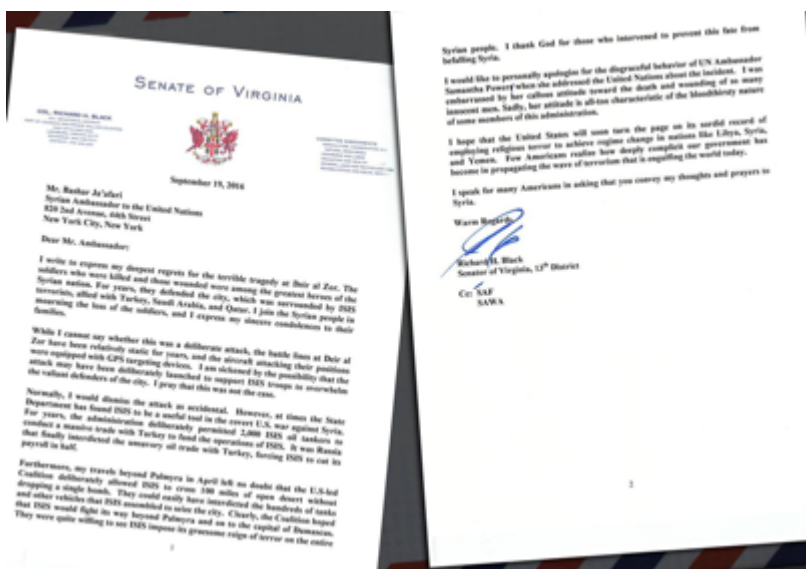 SENATE OF VIRGINIA
COL. RICHARD H. BLACK
September 19, 2016
Mr. Bashar Ja'afari
Syrian Ambassador to the United Nations
820 2nd Avenue, 44th Street
New York City, New York
Dear Mr. Ambassador:
I write to express my deepest regrets for the terrible tragedy at Deir al Zor. The
soldiers who were killed and those wounded were among the greatest heroes of the
Syrian nation. For years, they defended the city, which was surrounded by ISIS
terrorists, allied with Turkey, Saudi Arabia, and Qatar. I join the Syrian people in
mourning the loss of the soldiers, and I express my sincere condolences to their
families.
While I cannot say whether this was a deliberate attack, the battle lines at Deir al
Zor have been relatively static for years, and the aircraft attacking their positions
were equipped with GPS targeting devices. I am sickened by the possibility that the
attack may have been deliberately launched to support ISIS troops to overwhelm
the valiant defenders of the city. I pray that this was not the case.
Normally, I would dismiss the attack as accidental. However, at times the State
Department has found ISIS to be a useful tool in the covert U.S. war against Syria.
For years, the administration deliberately permitted 2,000 ISIS oil tankers to
conduct a massive trade with Turkey to fund the operations of ISIS. It was Russia
that finally interdicted the unsavory oil trade with Turkey, forcing ISIS to cut its
payroll in half.
Furthermore, my travels beyond Palmyra in April left no doubt that the U.S-led
Coalition deliberately allowed ISIS to cross 100 miles of open desert without
dropping a single bomb. They could easily have interdicted the hundreds of tanks
and other vehicles that ISIS assembled to seize the city. Clearly, the Coalition hoped
that ISIS would fight its way beyond Palmyra and on to the capital of Damascus.
They were quite willing to see ISIS impose its gruesome reign of terror on the entire
1
Syrian people. I thank God for those who intervened to prevent this fate from
befalling Syria.
I would like to personally apologize for the disgraceful behavior of UN Ambassador
Samantha Powers when she addressed the United Nations about the incident. I was
embarrassed by her callous attitude toward the death and wounding of so many
innocent men. Sadly, her attitude is all-too characteristic of the bloodthirsty nature
of some members of this administration.
I hope that the United States will soon turn the page on its sordid record of
employing religious terror to achieve regime change in nations like Libya, Syria,
and Yemen. Few Americans realize how deeply complicit our government has
become in propagating the wave of terrorism that is engulfing the world today.
I speak for many Americans in asking that you convey my thoughts and prayers to
Syria.
Warm Regards,
Richard H. Black
Senator of Virginia, 13th District
Cc: SAF
SAWA
2